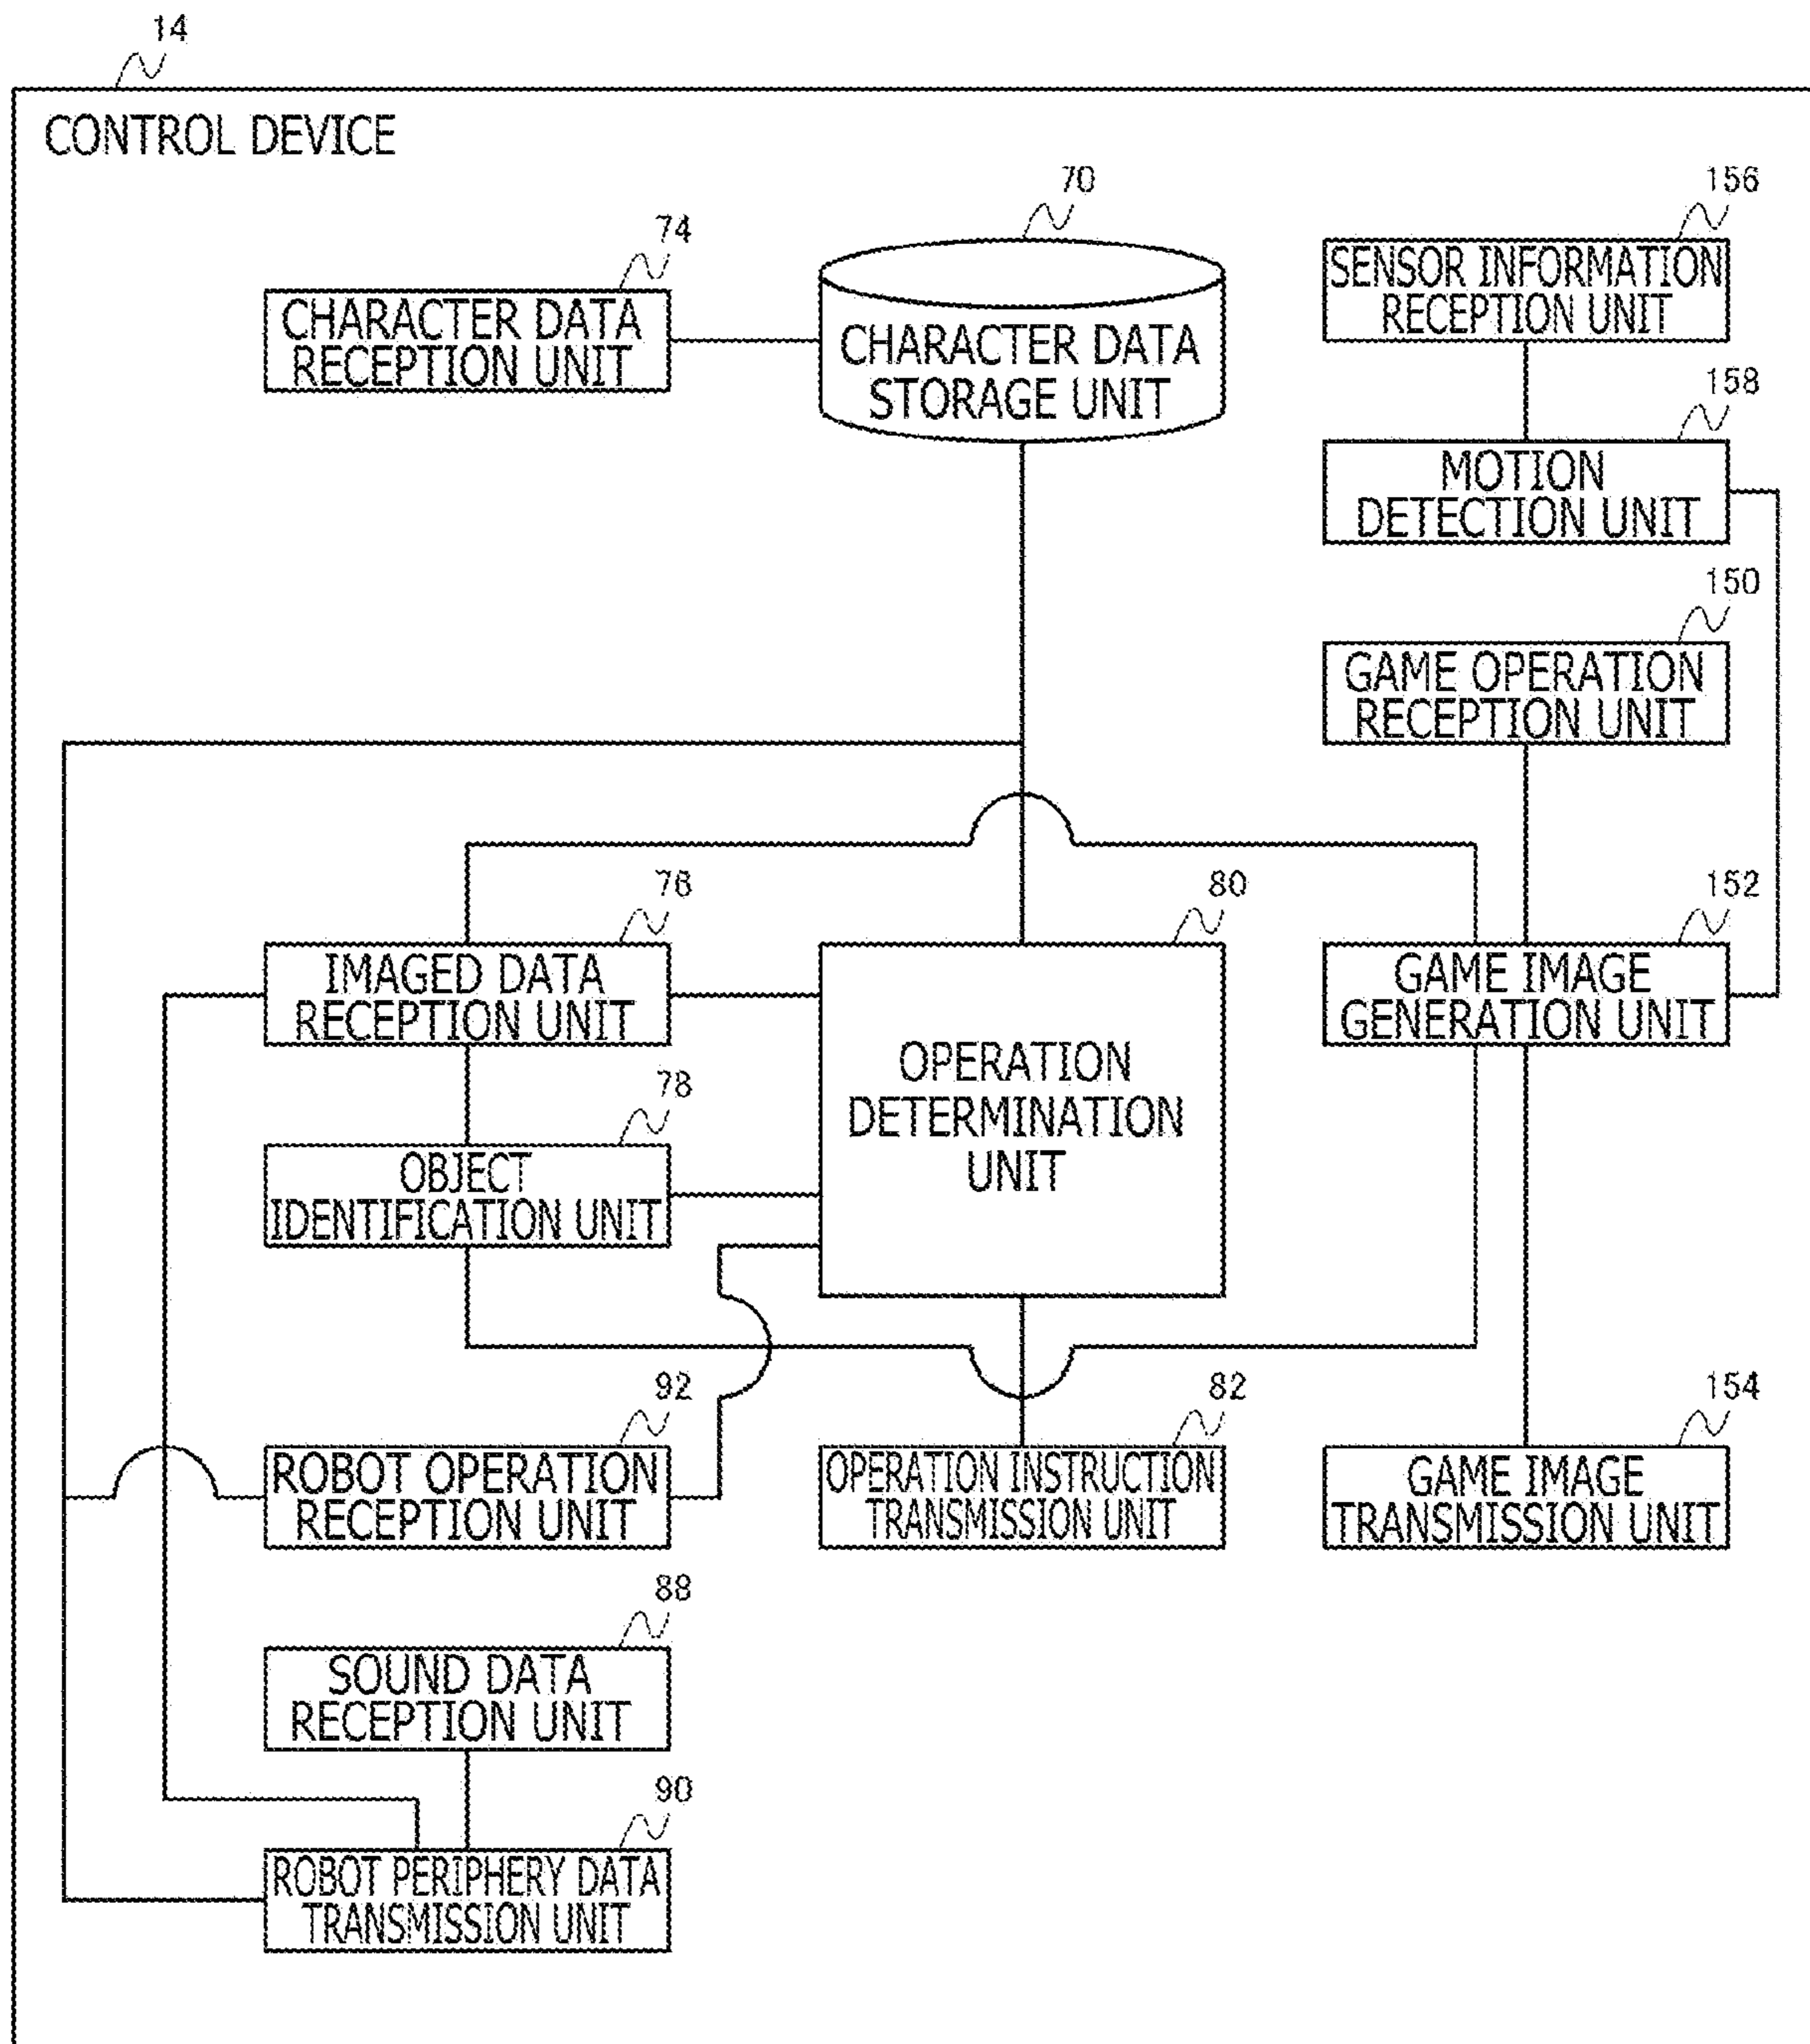 14
CONTROL DEVICE
70
156
74
SENSOR INFORMATION
RECEPTION UNIT
CHARACTER DATA
RECEPTION UNIT
CHARACTER DATA
STORAGE UNIT
158
MOTION
DETECTION UNIT
150
GAME OPERATION
RECEPTION UNIT
76
80
152
IMAGED DATA
RECEPTION UNIT
GAME IMAGE
GENERATION UNIT
OPERATION
DETERMINATION
UNIT
78
OBJECT
IDENTIFICATION UNIT
92
82
154
ROBOT OPERATION
RECEPTION UNIT
OPERATION INSTRUCTION
TRANSMISSION UNIT
GAME IMAGE
TRANSMISSION UNIT
88
SOUND DATA
RECEPTION UNIT
90
ROBOT PERIPHERY DATA
TRANSMISSION UNIT